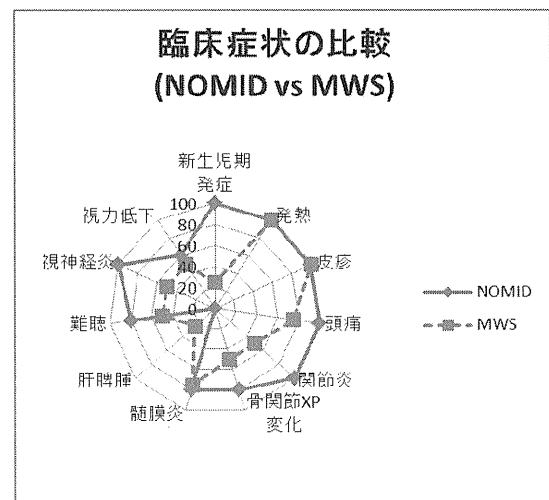 臨床症状の比較
(NOMID vs MWS)
新生児期
発症
発熱
皮疹
頭痛
関節炎
骨関節XP
変化
髄膜炎
肝脾腫
難聴
視神経炎
視力低下
100
80
60
40
20
0
NOMID
MWS